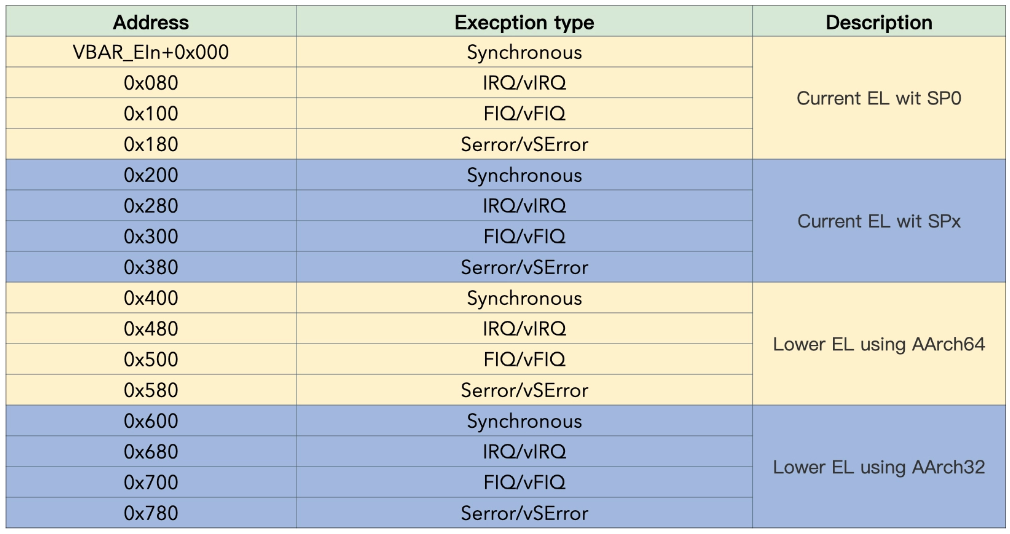 Address Execption type Description
VBAR_EIn+0x000 Synchronous
0x080 IRQ/vIRQ
Current EL wit SP0
0x100 FIQ/vFIQ
0x180 Serror/vSError
0x200 Synchronous
0x280 IRQ/vIRQ
Current EL wit SPx
0x300 FIQ/vFIQ
0x380 Serror/vSError
0x400 Synchronous
0x480 IRQ/vIRQ
Lower EL using AArch64
0x500 FIQ/vFIQ
0x580 Serror/vSError
0x600 Synchronous
0x680 IRQ/vIRQ
Lower EL using AArch32
0x700 FIQ/vFIQ
0x780 Serror/vSError